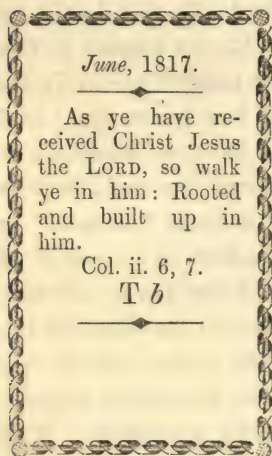 June, 1817.
As ye have re-
ceived Christ Jesus
the LORD, so walk
ye in him : Rooted
and built up in
him.
Col. ii. 6, 7.
T b